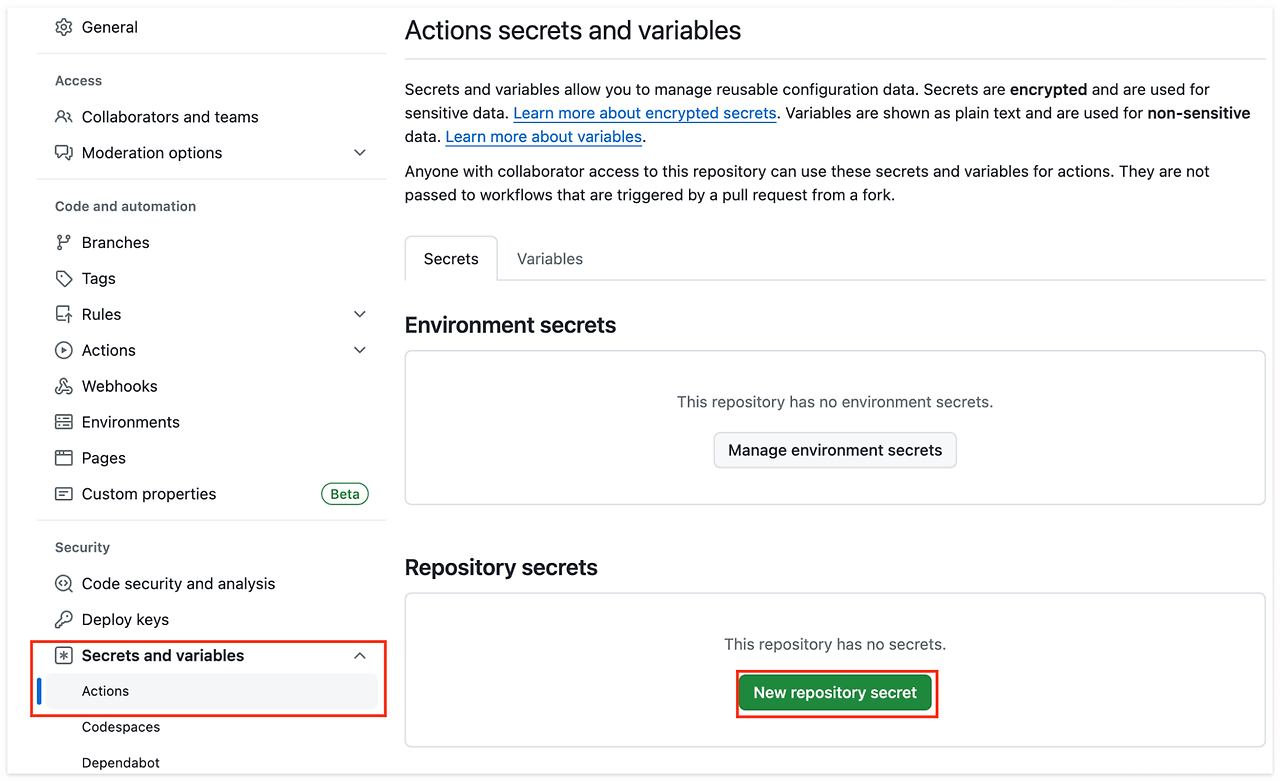 General
Access
Collaborators and teams
Moderation options
Code and automation
Branches
Tags
Rules
Actions
Webhooks
Environments
Pages
Custom properties
Beta
Security
Code security and analysis
Deploy keys
Secrets and variables
Actions
Codespaces
Dependabot
Actions secrets and variables
Secrets and variables allow you to manage reusable configuration data. Secrets are encrypted and are used for
sensitive data. Learn more about encrypted secrets. Variables are shown as plain text and are used for non-sensitive
data. Learn more about variables.
Anyone with collaborator access to this repository can use these secrets and variables for actions. They are not
passed to workflows that are triggered by a pull request from a fork.
Secrets
Variables
Environment secrets
This repository has no environment secrets.
Manage environment secrets
Repository secrets
This repository has no secrets.
New repository secret